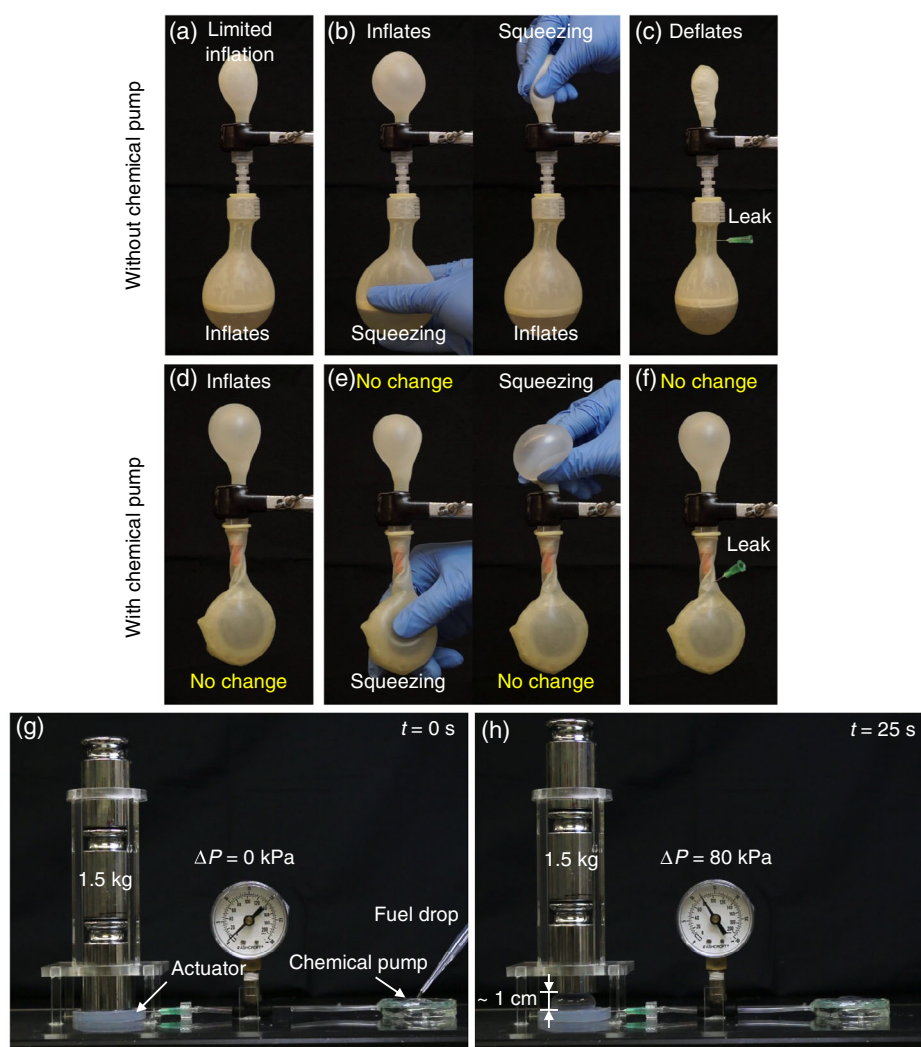 (a)
Limited
inflation
Inflates
(b)
Inflates
Squeezing
Squeezing
Inflates
(c)
Deflates
Leak
Without chemical pump
(d)
Inflates
No change
(e)
No change
Squeezing
Squeezing
No change
(f)
No change
Leak
With chemical pump
(g)
t = 0 s
ΔP = 0 kPa
1.5 kg
Fuel drop
Chemical pump
Actuator
(h)
t = 25 s
ΔP = 80 kPa
1.5 kg
~ 1 cm